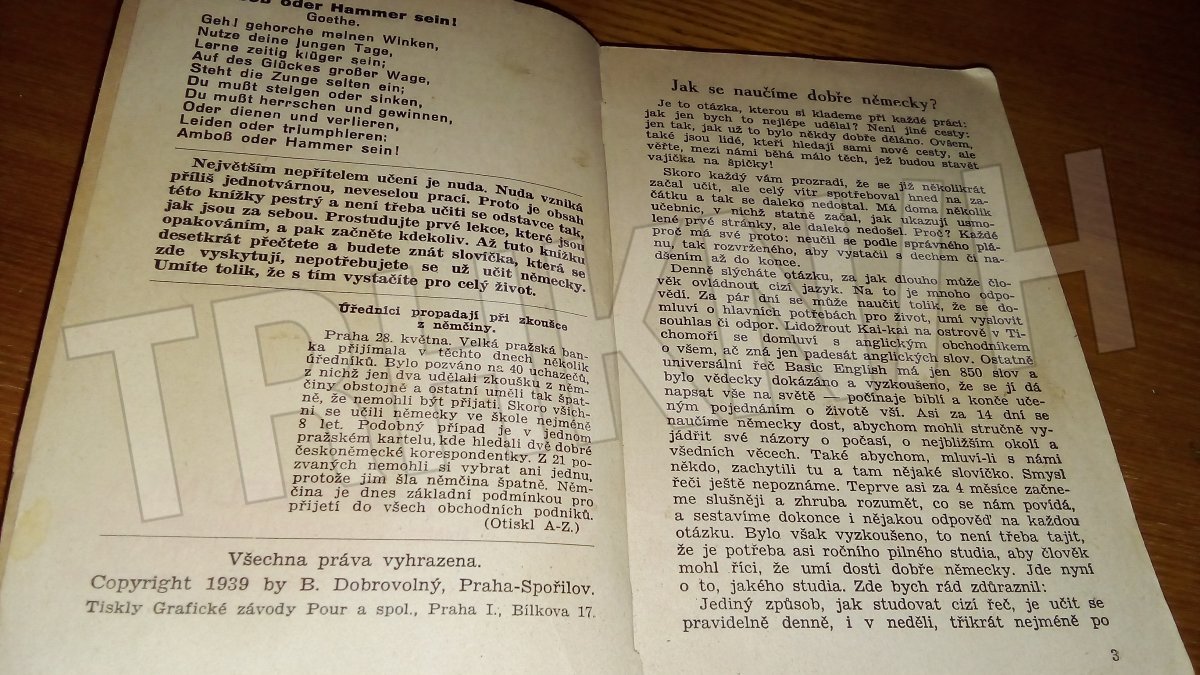 oder Hammer sein!
Goethe.
Geh! gehorche meinen Winken,
Nutze deine jungen Tage,
Lerne zeitig klüger sein;
Auf des Glückes großer Wage,
Steht die Zunge selten ein;
Du mußt steigen oder sinken,
Du mußt herrschen und gewinnen,
Oder dienen und verlieren,
Leiden oder triumphieren;
Amboß oder Hammer sein!
Největším nepřítelem učení je nuda. Nuda vzniká
příliš jednotvárnou, neveselou prací. Proto je obsah
této knížky pestrý a není třeba učiti se odstavce tak,
jak jsou za sebou. Prostudujte prvé lekce, které jsou
opakováním, a pak začněte kdekoliv. Až tuto knížku
desetkrát přečtete a budete znát slovíčka, která se
zde vyskytují, nepotřebujete se už učit německy.
Umíte tolik, že s tím vystačíte pro celý život.
Úředníci propadají při zkoušce
z němčiny.
Praha 28. května. Velká pražská ban-
ka přijímala v těchto dnech několik
úředníků. Bylo pozváno na 40 uchazečů,
z nichž jen dva udělali zkoušku z něm-
činy obstojně a ostatní uměli tak špat-
ně, že nemohli být přijati. Skoro všich-
ni se učili německy ve škole nejméně
8 let. Podobný případ je v jednom
pražském kartelu, kde hledali dvě dobré
českoněmecké korespondentky. Z 21 po-
zvaných nemohli si vybrat ani jednu,
protože jim šla němčina špatně. Něm-
čina je dnes základní podmínkou pro
přijetí do všech obchodních podniků.
(Otiskl A-Z.)
Všechna práva vyhrazena.
Copyright 1939 by B. Dobrovolný, Praha-Spořilov.
Tiskly Grafické závody Pour a spol., Praha I., Bílkova 17.
Jak se naučíme dobře německy?
Je to otázka, kterou si klademe při každé práci:
jak jen bych to nejlépe udělal? Není jiné cesty:
jen tak, jak už to bylo někdy dobře děláno. Ovšem,
také jsou lidé, kteří hledají sami nové cesty, ale
věřte, mezi námi běhá málo těch, jež budou stavět
vajíčka na špičky!
Skoro každý vám prozradí, že se již několikrát
začal učit, ale celý vítr spotřeboval hned na za-
čátku a tak se daleko nedostal. Má doma několik
učebnic, v nichž statně začal, jak ukazují usmo-
lené prvé stránky, ale daleko nedošel. Proč? Každé
proč má své proto: neučil se podle správného plá-
nu, tak rozvrženého, aby vystačil s dechem či na-
dšením až do konce.
Denně slýcháte otázku, za jak dlouho může člo-
věk ovládnout cizí jazyk. Na to je mnoho odpo-
vědí. Za pár dní se může naučit tolik, že se do-
mluví o hlavních potřebách pro život, umí vyslovit
souhlas či odpor. Lidožrout Kai-kai na ostrově v Ti-
chomoří se domluví s anglickým obchodníkem
o všem, ač zná jen padesát anglických slov. Ostatně
universální řeč Basic English má jen 850 slov a
bylo vědecky dokázáno a vyzkoušeno, že se jí dá
napsat vše na světě — počínaje biblí a konče uče-
ným pojednáním o životě vší. Asi za 14 dní se
naučíme německy dost, abychom mohli stručně vy-
jádřit své názory o počasí, o nejbližším okolí a
všedních věcech. Také abychom, mluví-li s námi
někdo, zachytili tu a tam nějaké slovíčko. Smysl
řeči ještě nepoznáme. Teprve asi za 4 měsíce začne-
me slušněji a zhruba rozumět, co se nám povídá,
a sestavíme dokonce i nějakou odpověď na každou
otázku. Bylo však vyzkoušeno, to není třeba tajit,
že je potřeba asi ročního pilného studia, aby člověk
mohl říci, že umí dosti dobře německy. Jde nyní
o to, jakého studia. Zde bych rád zdůraznil:
Jediný způsob, jak studovat cizí řeč, je učit se
pravidelně denně, i v neděli, třikrát nejméně po
3